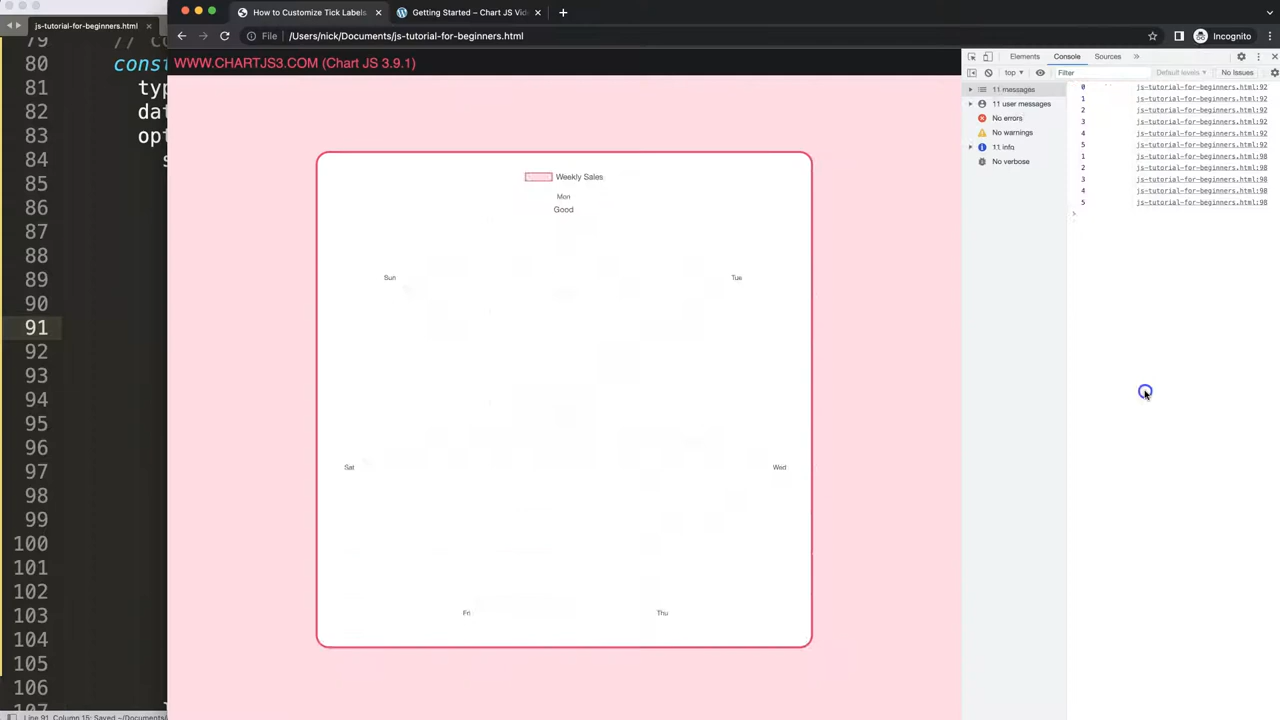 How to Customize Tick Labels
Getting Started – Chart JS Vid
File /Users/nick/Documents/js-tutorial-for-beginners.html
Incognito
js-tutorial-for-beginners.html
79 // Co
80 cons
81 typ
82 dat
83 opt
84 s
85
86
87
88
89
90
91
92
93
94
95
96
97
98
99
100
101
102
103
104
105
106
107
Line 91, Column 15; Saved ~/Documents/
WWW.CHARTJS3.COM (Chart JS 3.9.1)
Weekly Sales
Mon
Good
Sun
Tue
Sat
Wed
Fri
Thu
Elements Console Sources »
top Filter Default levels No Issues
11 messages
11 user messages
No errors
No warnings
11 info
No verbose
0 js-tutorial-for-beginners.html:92
1 js-tutorial-for-beginners.html:92
2 js-tutorial-for-beginners.html:92
3 js-tutorial-for-beginners.html:92
4 js-tutorial-for-beginners.html:92
5 js-tutorial-for-beginners.html:92
1 js-tutorial-for-beginners.html:98
2 js-tutorial-for-beginners.html:98
3 js-tutorial-for-beginners.html:98
4 js-tutorial-for-beginners.html:98
5 js-tutorial-for-beginners.html:98